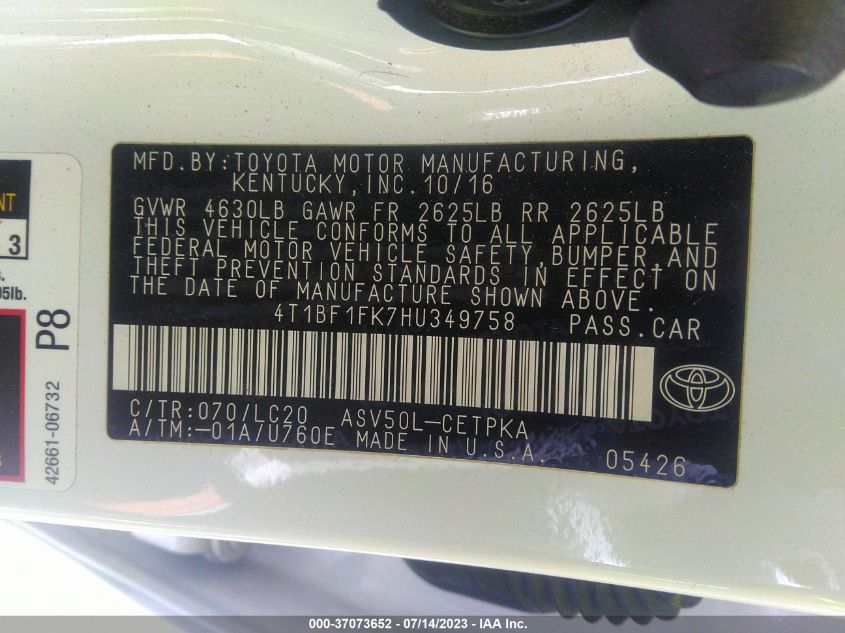 MFD.BY:TOYOTA MOTOR MANUFACTURING,
KENTUCKY,INC.10/16
GVWR 4630LB GAWR FR 2625LB RR 2625LB
THIS VEHICLE CONFORMS TO ALL APPLICABLE
FEDERAL MOTOR VEHICLE SAFETY,BUMPER,AND
THEFT PREVENTION STANDARDS IN EFFECT ON
THE DATE OF MANUFACTURE SHOWN ABOVE.
4T1BF1FK7HU349758 PASS.CAR
C/TR:070/LC20 ASV50L-CETPKA
A/TM:-01A/U760E MADE IN U.S.A. 05426
NT
3
5lb.
P8
42661-06732
000-37073652 / 07/14/2023 - IAA Inc.